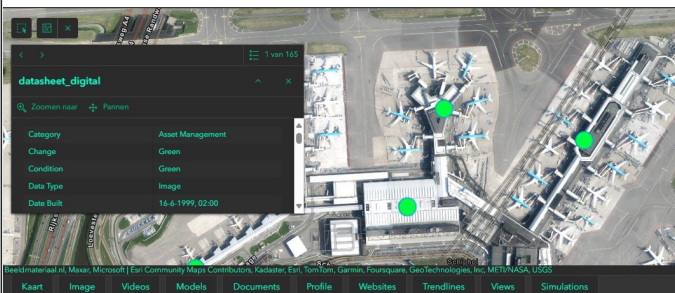 1 van 165
datasheet_digital
Zoomen naar Pannen
Category Asset Management
Change Green
Condition Green
Data Type Image
Date Built 16-6-1999, 02:00
Schiphol
Loeveste
Beeldmateriaal.nl, Maxar, Microsoft | Esri Community Maps Contributors, Kadaster, Esri, TomTom, Garmin, Foursquare, GeoTechnologies, Inc, METI/NASA, USGS
Kaart Image Videos Models Documents Profile Websites Trendlines Views Simulations